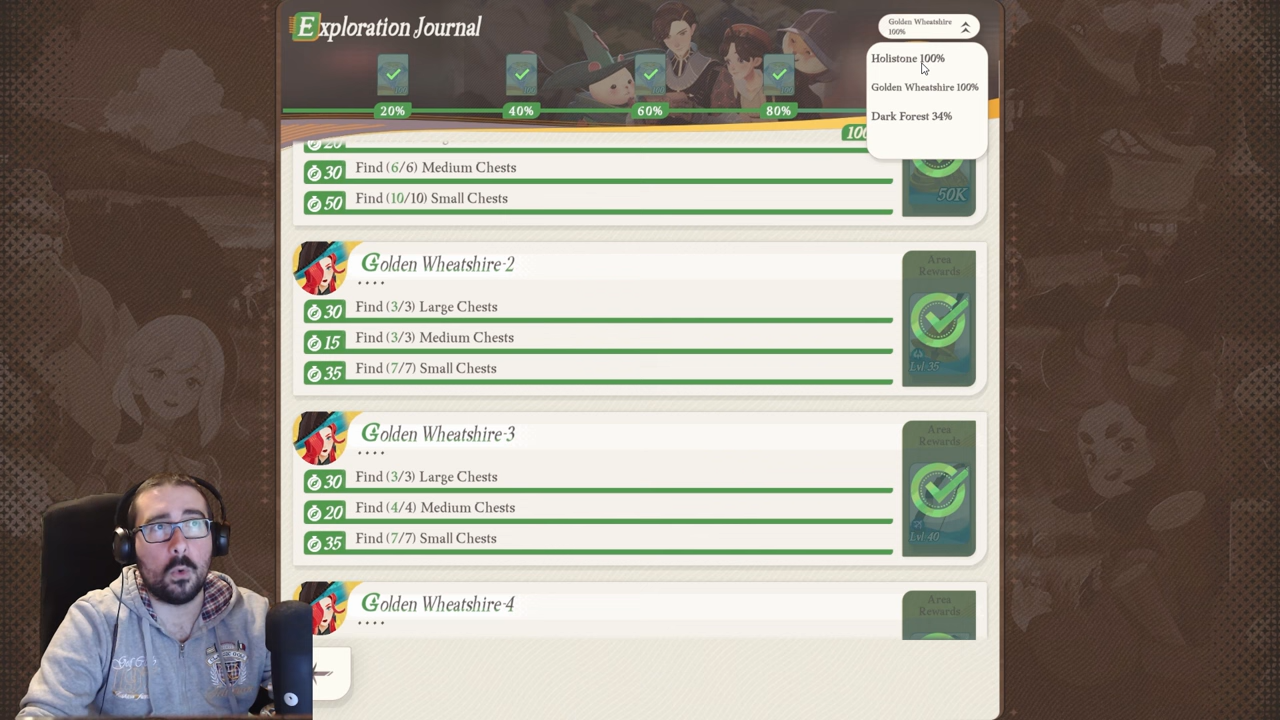 Exploration Journal
Golden Wheatshire
100%
Holistone 100%
Golden Wheatshire 100%
Dark Forest 34%
20%
40%
60%
80%
30
Find (6/6) Medium Chests
50
Find (10/10) Small Chests
50K
Golden Wheatshire-2
Area
Rewards
30
Find (3/3) Large Chests
15
Find (3/3) Medium Chests
35
Find (7/7) Small Chests
Lvl 35
Golden Wheatshire-3
Area
Rewards
30
Find (3/3) Large Chests
20
Find (4/4) Medium Chests
35
Find (7/7) Small Chests
Lvl 40
Golden Wheatshire-4
Area
Rewards